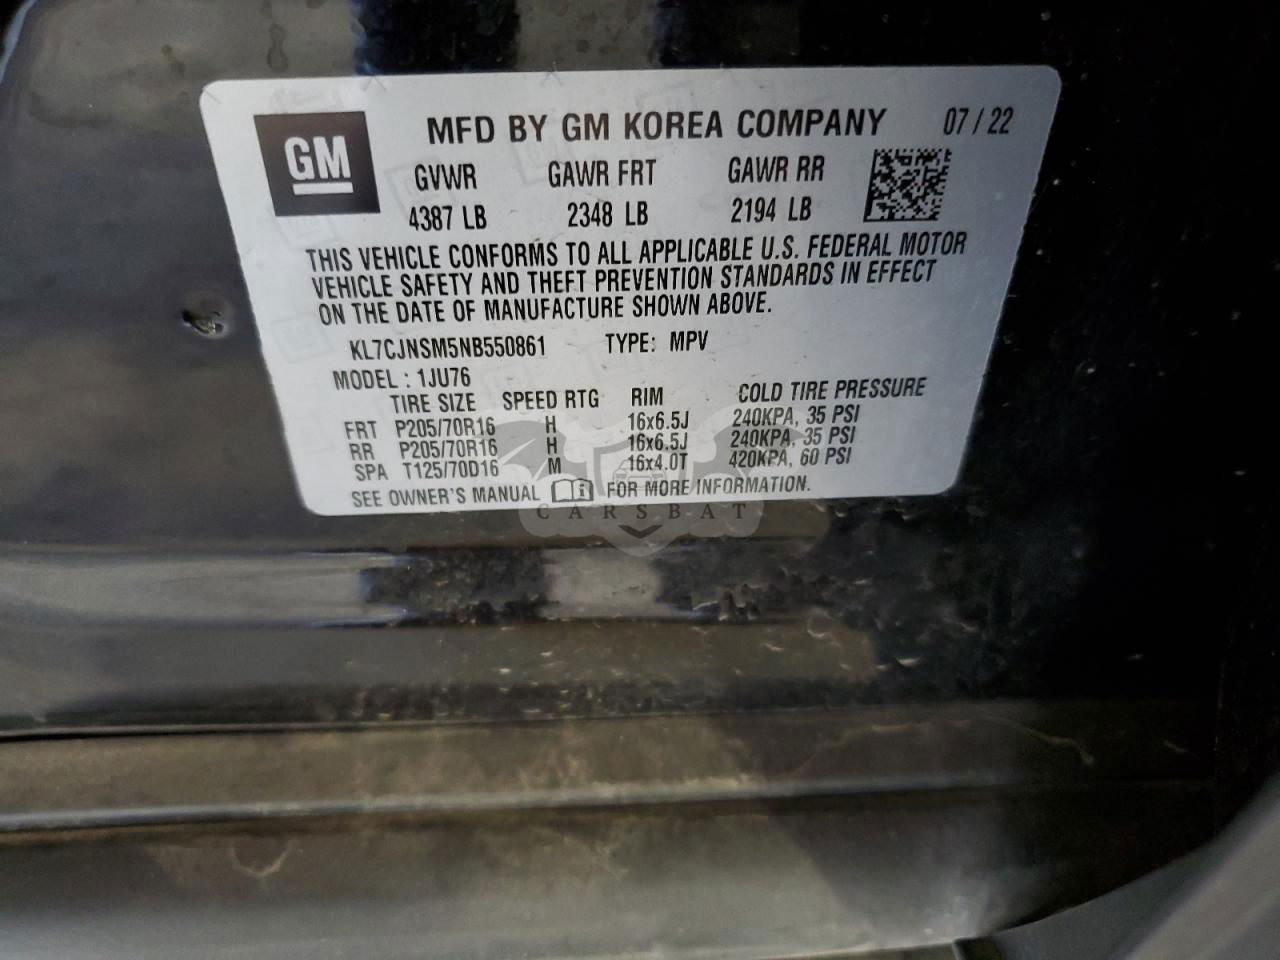 GM MFD BY GM KOREA COMPANY 07 / 22
GVWR GAWR FRT GAWR RR
4387 LB 2348 LB 2194 LB
THIS VEHICLE CONFORMS TO ALL APPLICABLE U.S. FEDERAL MOTOR
VEHICLE SAFETY AND THEFT PREVENTION STANDARDS IN EFFECT
ON THE DATE OF MANUFACTURE SHOWN ABOVE.
KL7CJNSM5NB550861 TYPE: MPV
MODEL : 1JU76
TIRE SIZE SPEED RTG RIM COLD TIRE PRESSURE
FRT P205/70R16 H 16x6.5J 240KPA, 35 PSI
RR P205/70R16 H 16x6.5J 240KPA, 35 PSI
SPA T125/70D16 M 16x4.0T 420KPA, 60 PSI
SEE OWNER'S MANUAL FOR MORE INFORMATION.
CARSBAT